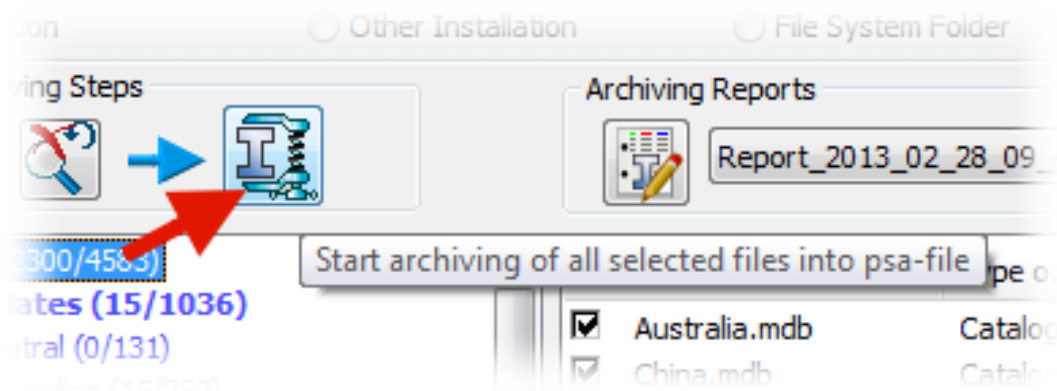 Other Installation
File System Folder
ving Steps
Archiving Reports
Report_2013_02_28_09_
2300/4583)
Start archiving of all selected files into psa-file
pe o.
lates (15/1036)
utral (0/131)
Australia.mdb
Catalog
China.mdb
Catalo